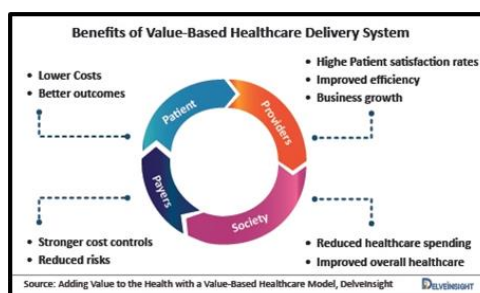 Benefits of Value-Based Healthcare Delivery System
• Lower Costs
• Better outcomes
• Highe Patient satisfaction rates
• Improved efficiency
• Business growth
Patient
Providers
Payers
Society
• Stronger cost controls
• Reduced risks
• Reduced healthcare spending
• Improved overall healthcare
Source: Adding Value to the Health with a Value-Based Healthcare Model, DelveInsight
DELVEINSIGHT